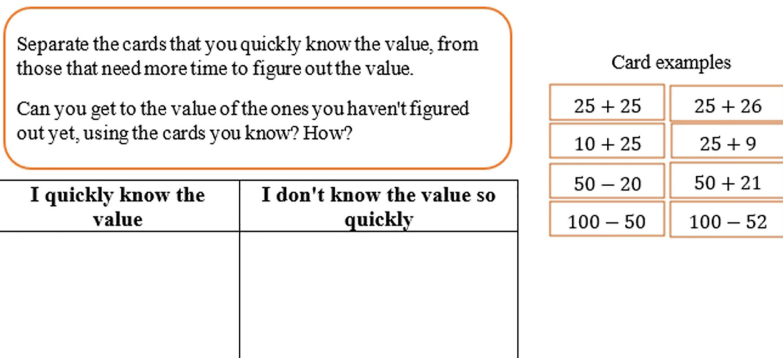 Separate the cards that you quickly know the value, from
those that need more time to figure out the value.
Can you get to the value of the ones you haven't figured
out yet, using the cards you know? How?
I quickly know the
value
I don't know the value so
quickly
Card examples
25 + 25
25 + 26
10 + 25
25 + 9
50 − 20
50 + 21
100 − 50
100 − 52